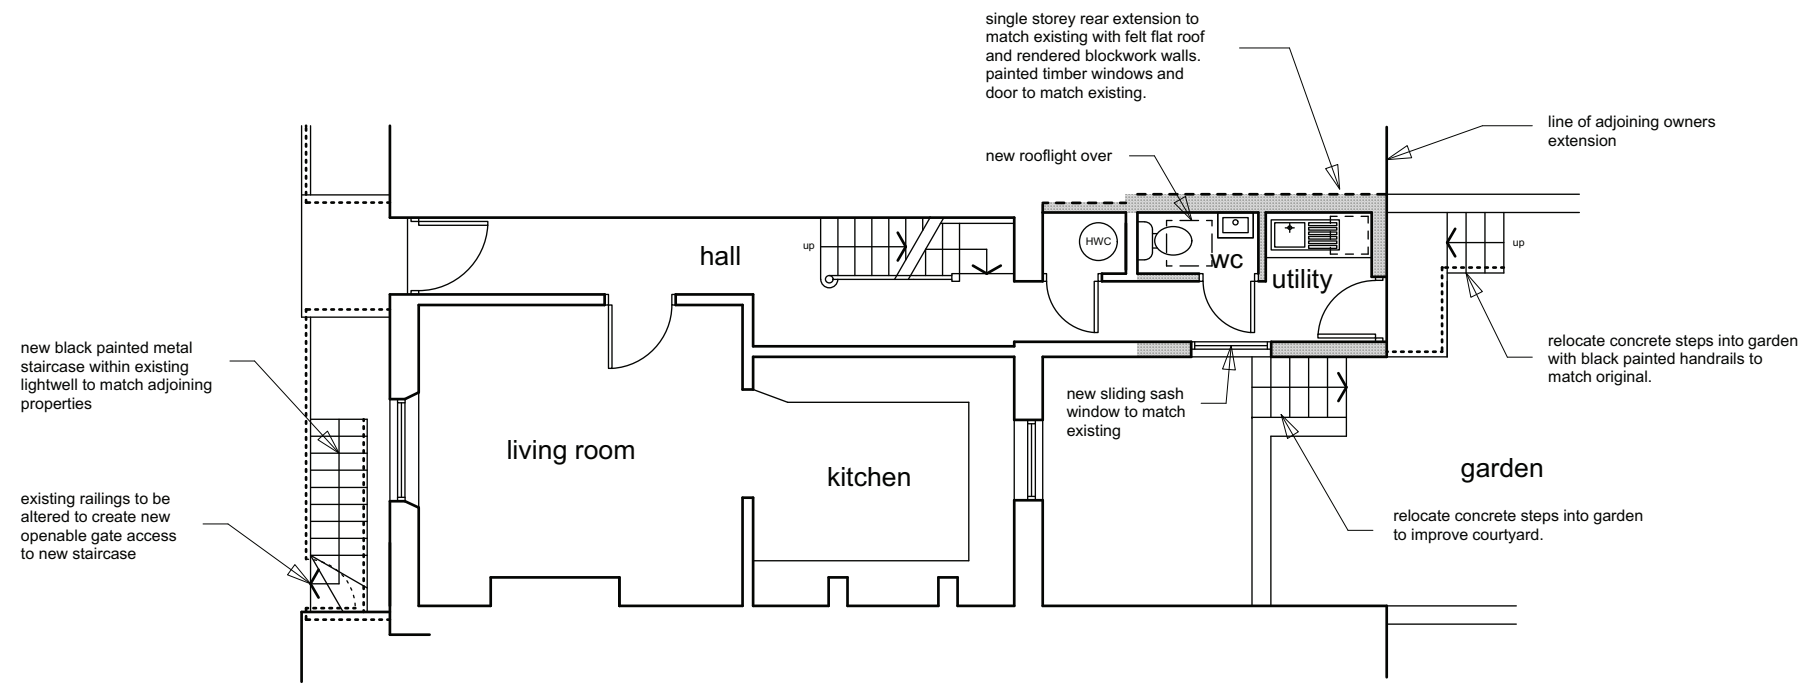 single storey rear extension to
match existing with felt flat roof
and rendered blockwork walls.
painted timber windows and
door to match existing.
line of adjoining owners
extension
new rooflight over
hall
up
HWC
wc
utility
up
new black painted metal
staircase within existing
lightwell to match adjoining
properties
relocate concrete steps into garden
with black painted handrails to
match original.
new sliding sash
window to match
existing
living room
kitchen
garden
existing railings to be
altered to create new
openable gate access
to new staircase
relocate concrete steps into garden
to improve courtyard.